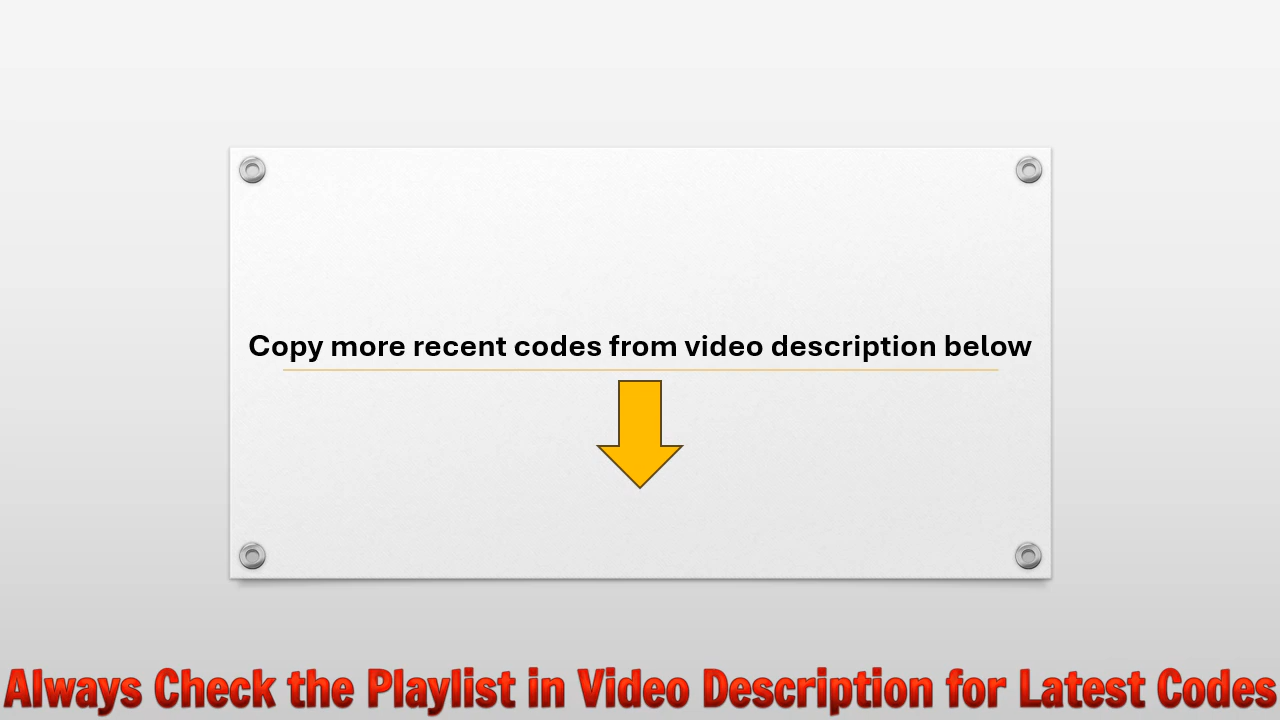 Copy more recent codes from video description below
Always Check the Playlist in Video Description for Latest Codes